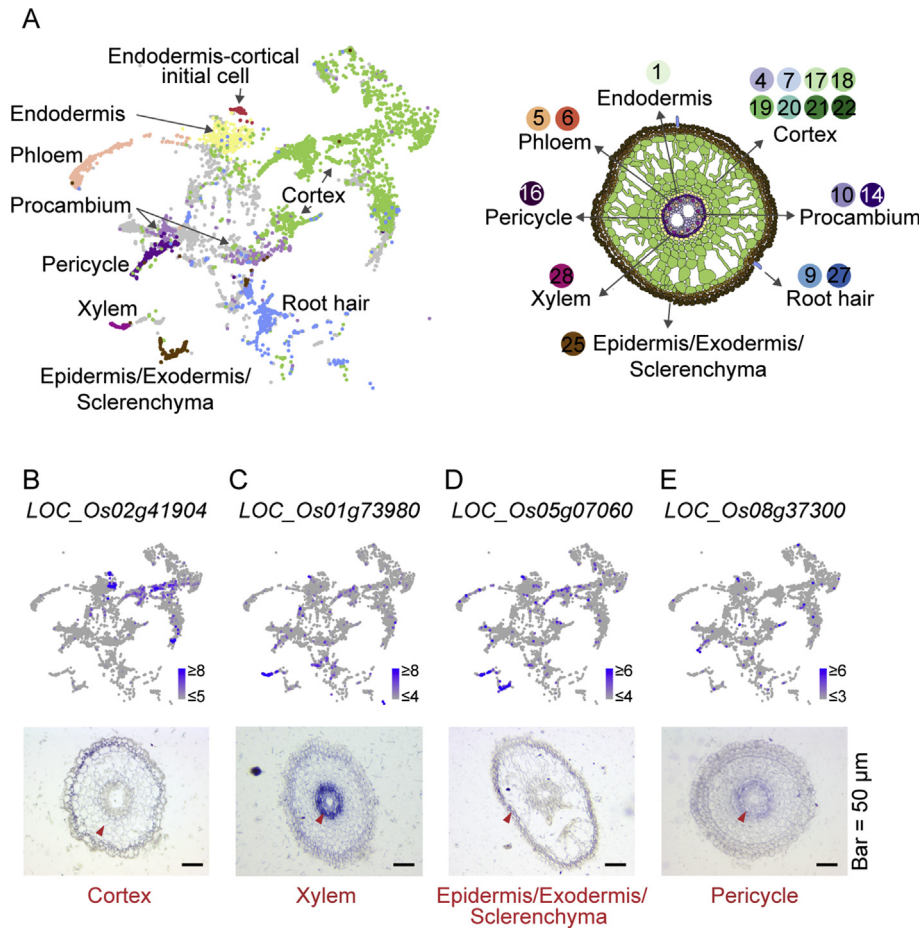 A
Endodermis-cortical
initial cell
Endodermis
Phloem
Procambium
Pericycle
Xylem
Epidermis/Exodermis/
Sclerenchyma
Cortex
Root hair
1
Endodermis
5 6
Phloem
16
Pericycle
28
Xylem
25 Epidermis/Exodermis/
Sclerenchyma
4 7 17 18
19 20 21 22
Cortex
10 14
Procambium
9 27
Root hair
B
LOC_Os02g41904
≥8
≤5
Cortex
C
LOC_Os01g73980
≥8
≤4
Xylem
D
LOC_Os05g07060
≥6
≤4
Epidermis/Exodermis/
Sclerenchyma
E
LOC_Os08g37300
≥6
≤3
Pericycle
Bar = 50 μm